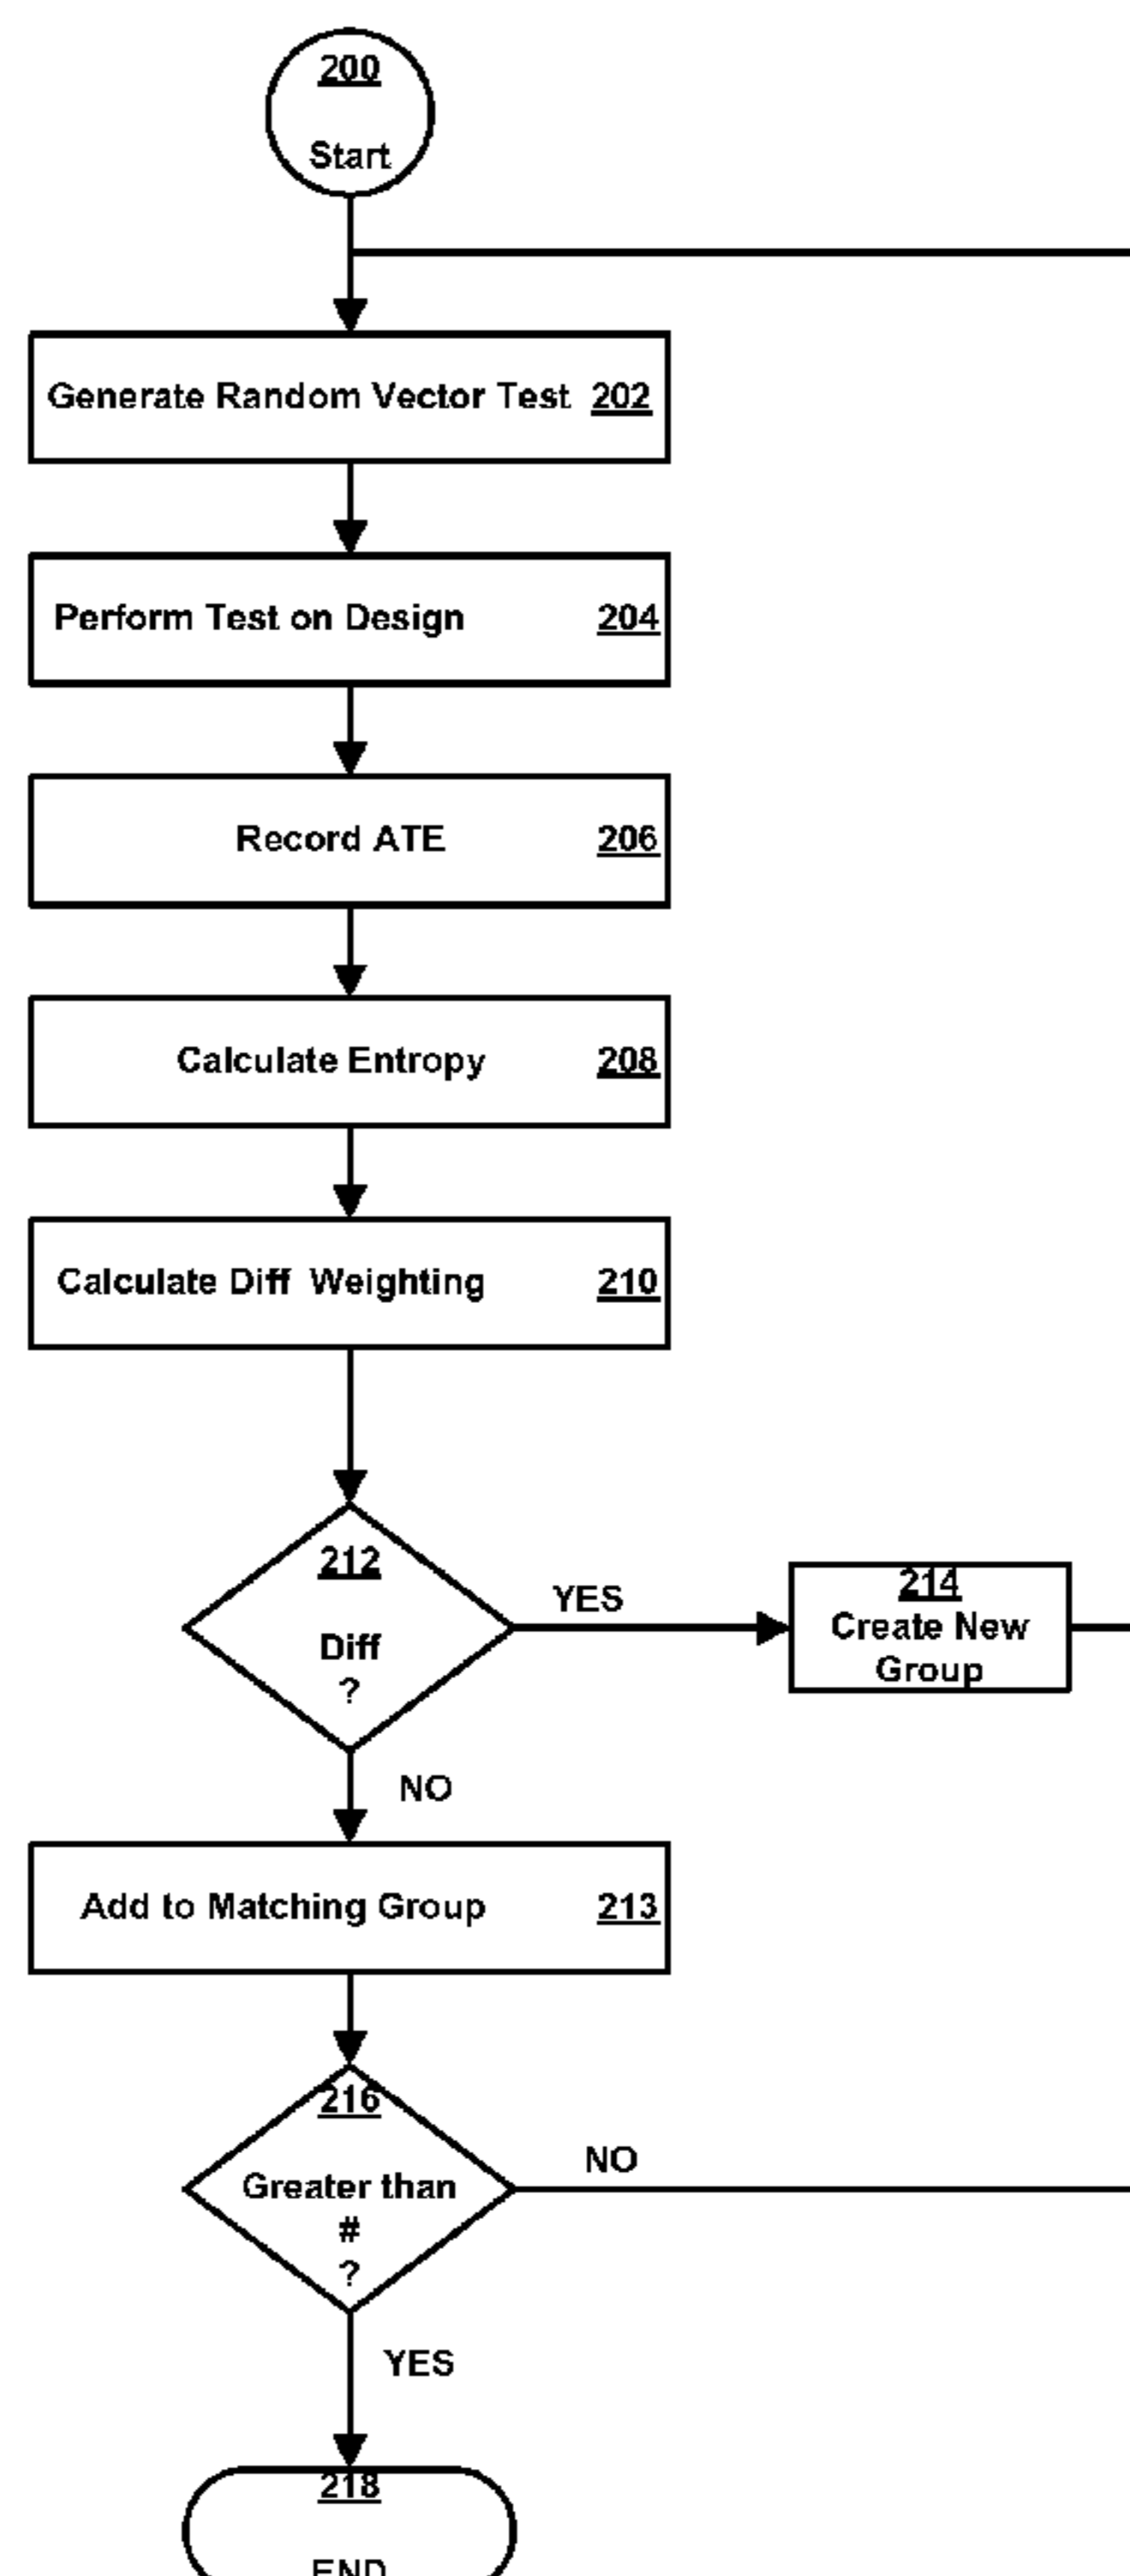 200
Start
Generate Random Vector Test 202
Perform Test on Design 204
Record ATE 206
Calculate Entropy 208
Calculate Diff Weighting 210
212
Diff
?
YES
214
Create New
Group
NO
Add to Matching Group 213
216
Greater than
#
?
NO
YES
218
END